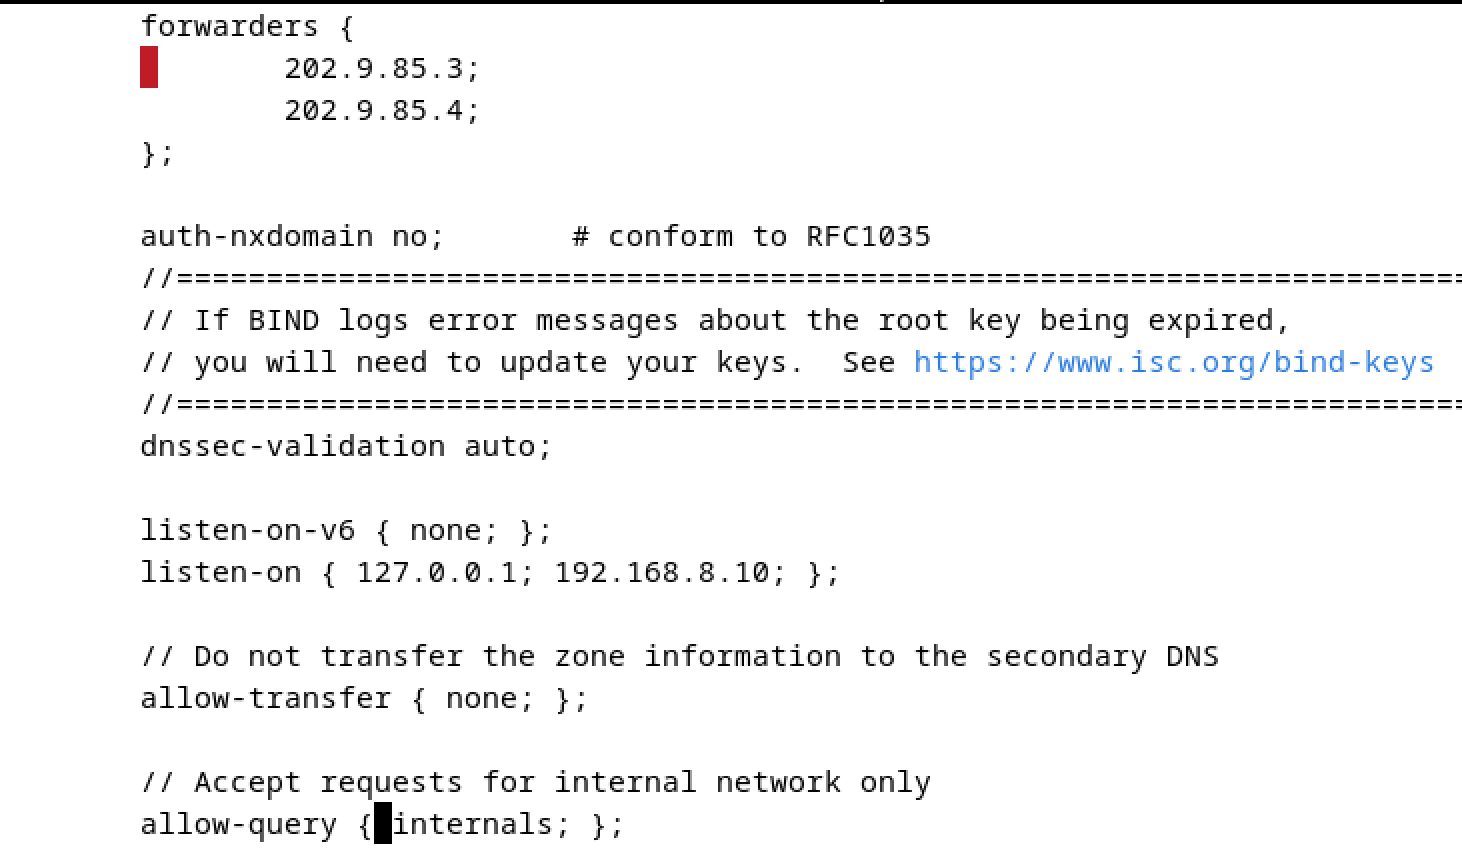 forwarders {
202.9.85.3;
202.9.85.4;
};
auth-nxdomain no;       # conform to RFC1035
//========================================================================
// If BIND logs error messages about the root key being expired,
// you will need to update your keys.  See https://www.isc.org/bind-keys
//========================================================================
dnssec-validation auto;
listen-on-v6 { none; };
listen-on { 127.0.0.1; 192.168.8.10; };
// Do not transfer the zone information to the secondary DNS
allow-transfer { none; };
// Accept requests for internal network only
allow-query { internals; };